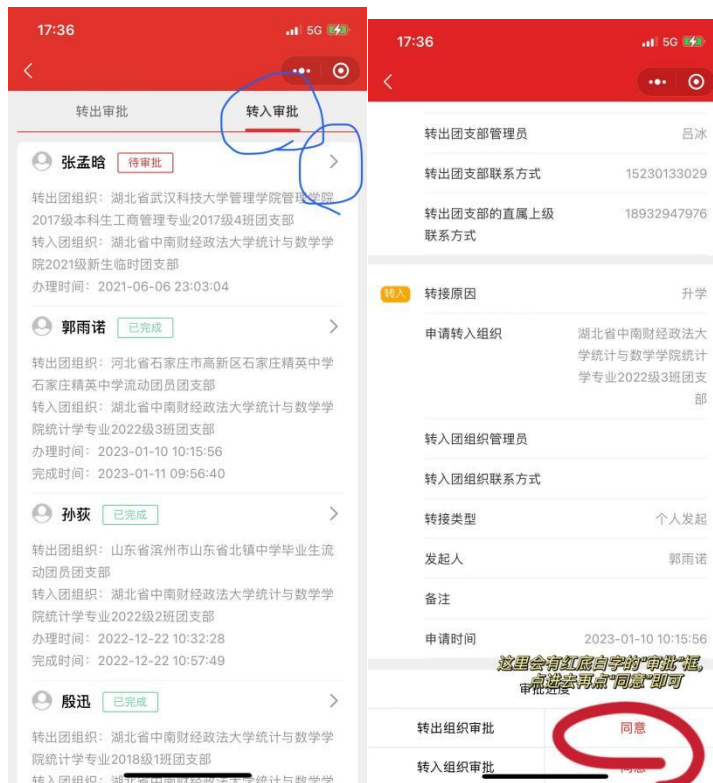 17:36
5G
转出审批
转入审批
张孟晗 待审批
转出团组织：湖北省武汉科技大学管理学院管理学院
2017级本科生工商管理专业2017级4班团支部
转入团组织：湖北省中南财经政法大学统计与数学学
院2021级新生临时团支部
办理时间：2021-06-06 23:03:04
郭雨诺 已完成
转出团组织：河北省石家庄市高新区石家庄精英中学
石家庄精英中学流动团员团支部
转入团组织：湖北省中南财经政法大学统计与数学学
院统计学专业2022级3班团支部
办理时间：2023-01-10 10:15:56
完成时间：2023-01-11 09:56:40
孙荻 已完成
转出团组织：山东省滨州市山东省北镇中学毕业生流
动团员团支部
转入团组织：湖北省中南财经政法大学统计与数学学
院统计学专业2022级2班团支部
办理时间：2022-12-22 10:32:28
完成时间：2022-12-22 10:57:49
殷迅 已完成
转出团组织：湖北省中南财经政法大学统计与数学学
院统计学专业2018级1班团支部
转入团组织：湖北省中南财经政法大学统计与数学学
17:36
5G
转出团支部管理员 吕冰
转出团支部联系方式 15230133029
转出团支部的直属上级 18932947976
联系方式
转入 转接原因 升学
申请转入组织 湖北省中南财经政法大
学统计与数学学院统计
学专业2022级3班团支
部
转入团组织管理员
转入团组织联系方式
转接类型 个人发起
发起人 郭雨诺
备注
申请时间 2023-01-10 10:15:56
这里会有红底白字的"审批"框，
点进去再点"同意"即可
审批进度
转出组织审批 同意
转入组织审批 同意